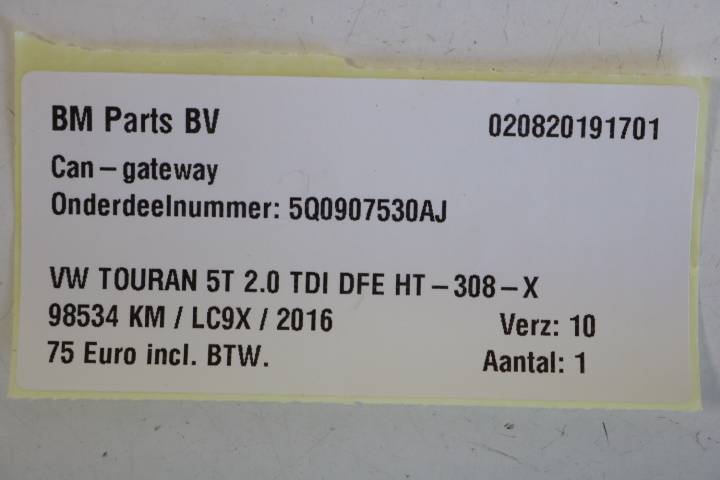 BM Parts BV 020820191701
Can-gateway
Onderdeelnummer: 5Q0907530AJ
VW TOURAN 5T 2.0 TDI DFE HT-308-X
98534 KM / LC9X / 2016 Verz: 10
75 Euro incl. BTW. Aantal: 1